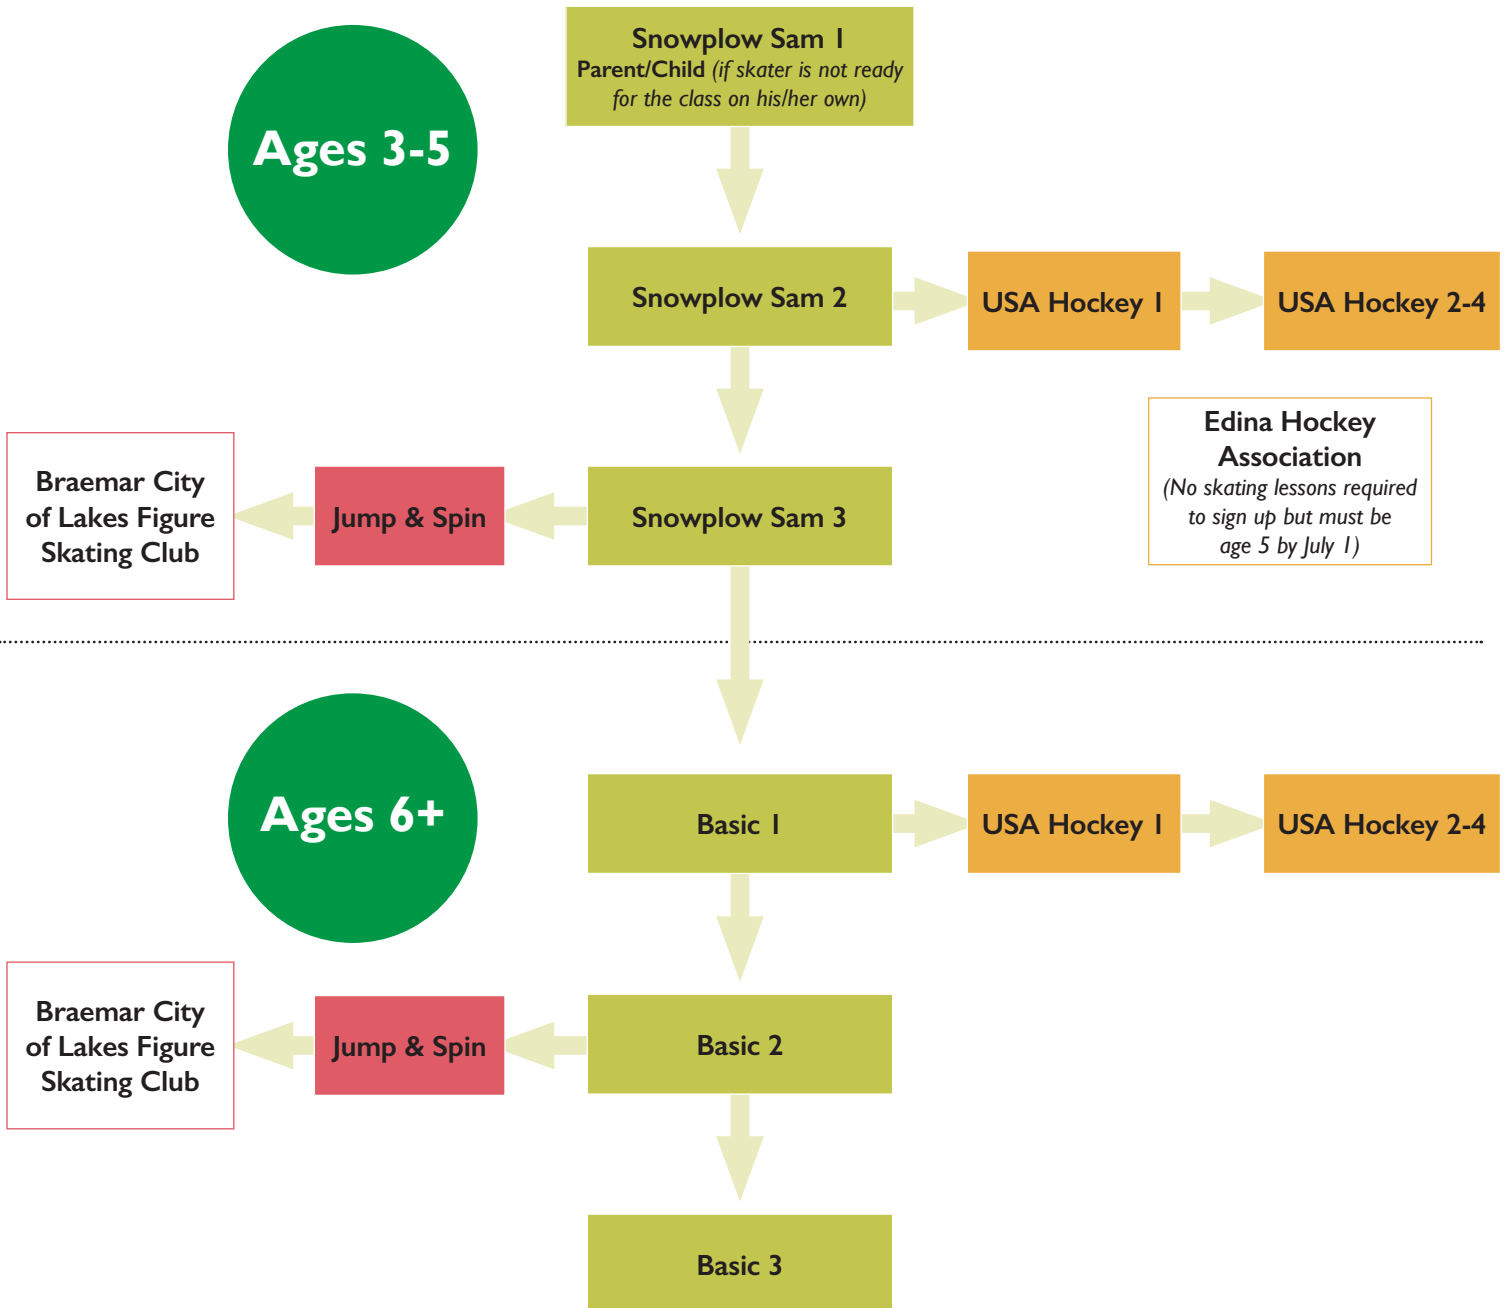 Snowplow Sam 1
Parent/Child (if skater is not ready
for the class on his/her own)
Ages 3-5
Snowplow Sam 2
USA Hockey 1
USA Hockey 2-4
Edina Hockey
Association
(No skating lessons required
to sign up but must be
age 5 by July 1)
Braemar City
of Lakes Figure
Skating Club
Jump & Spin
Snowplow Sam 3
Ages 6+
Basic 1
USA Hockey 1
USA Hockey 2-4
Braemar City
of Lakes Figure
Skating Club
Jump & Spin
Basic 2
Basic 3